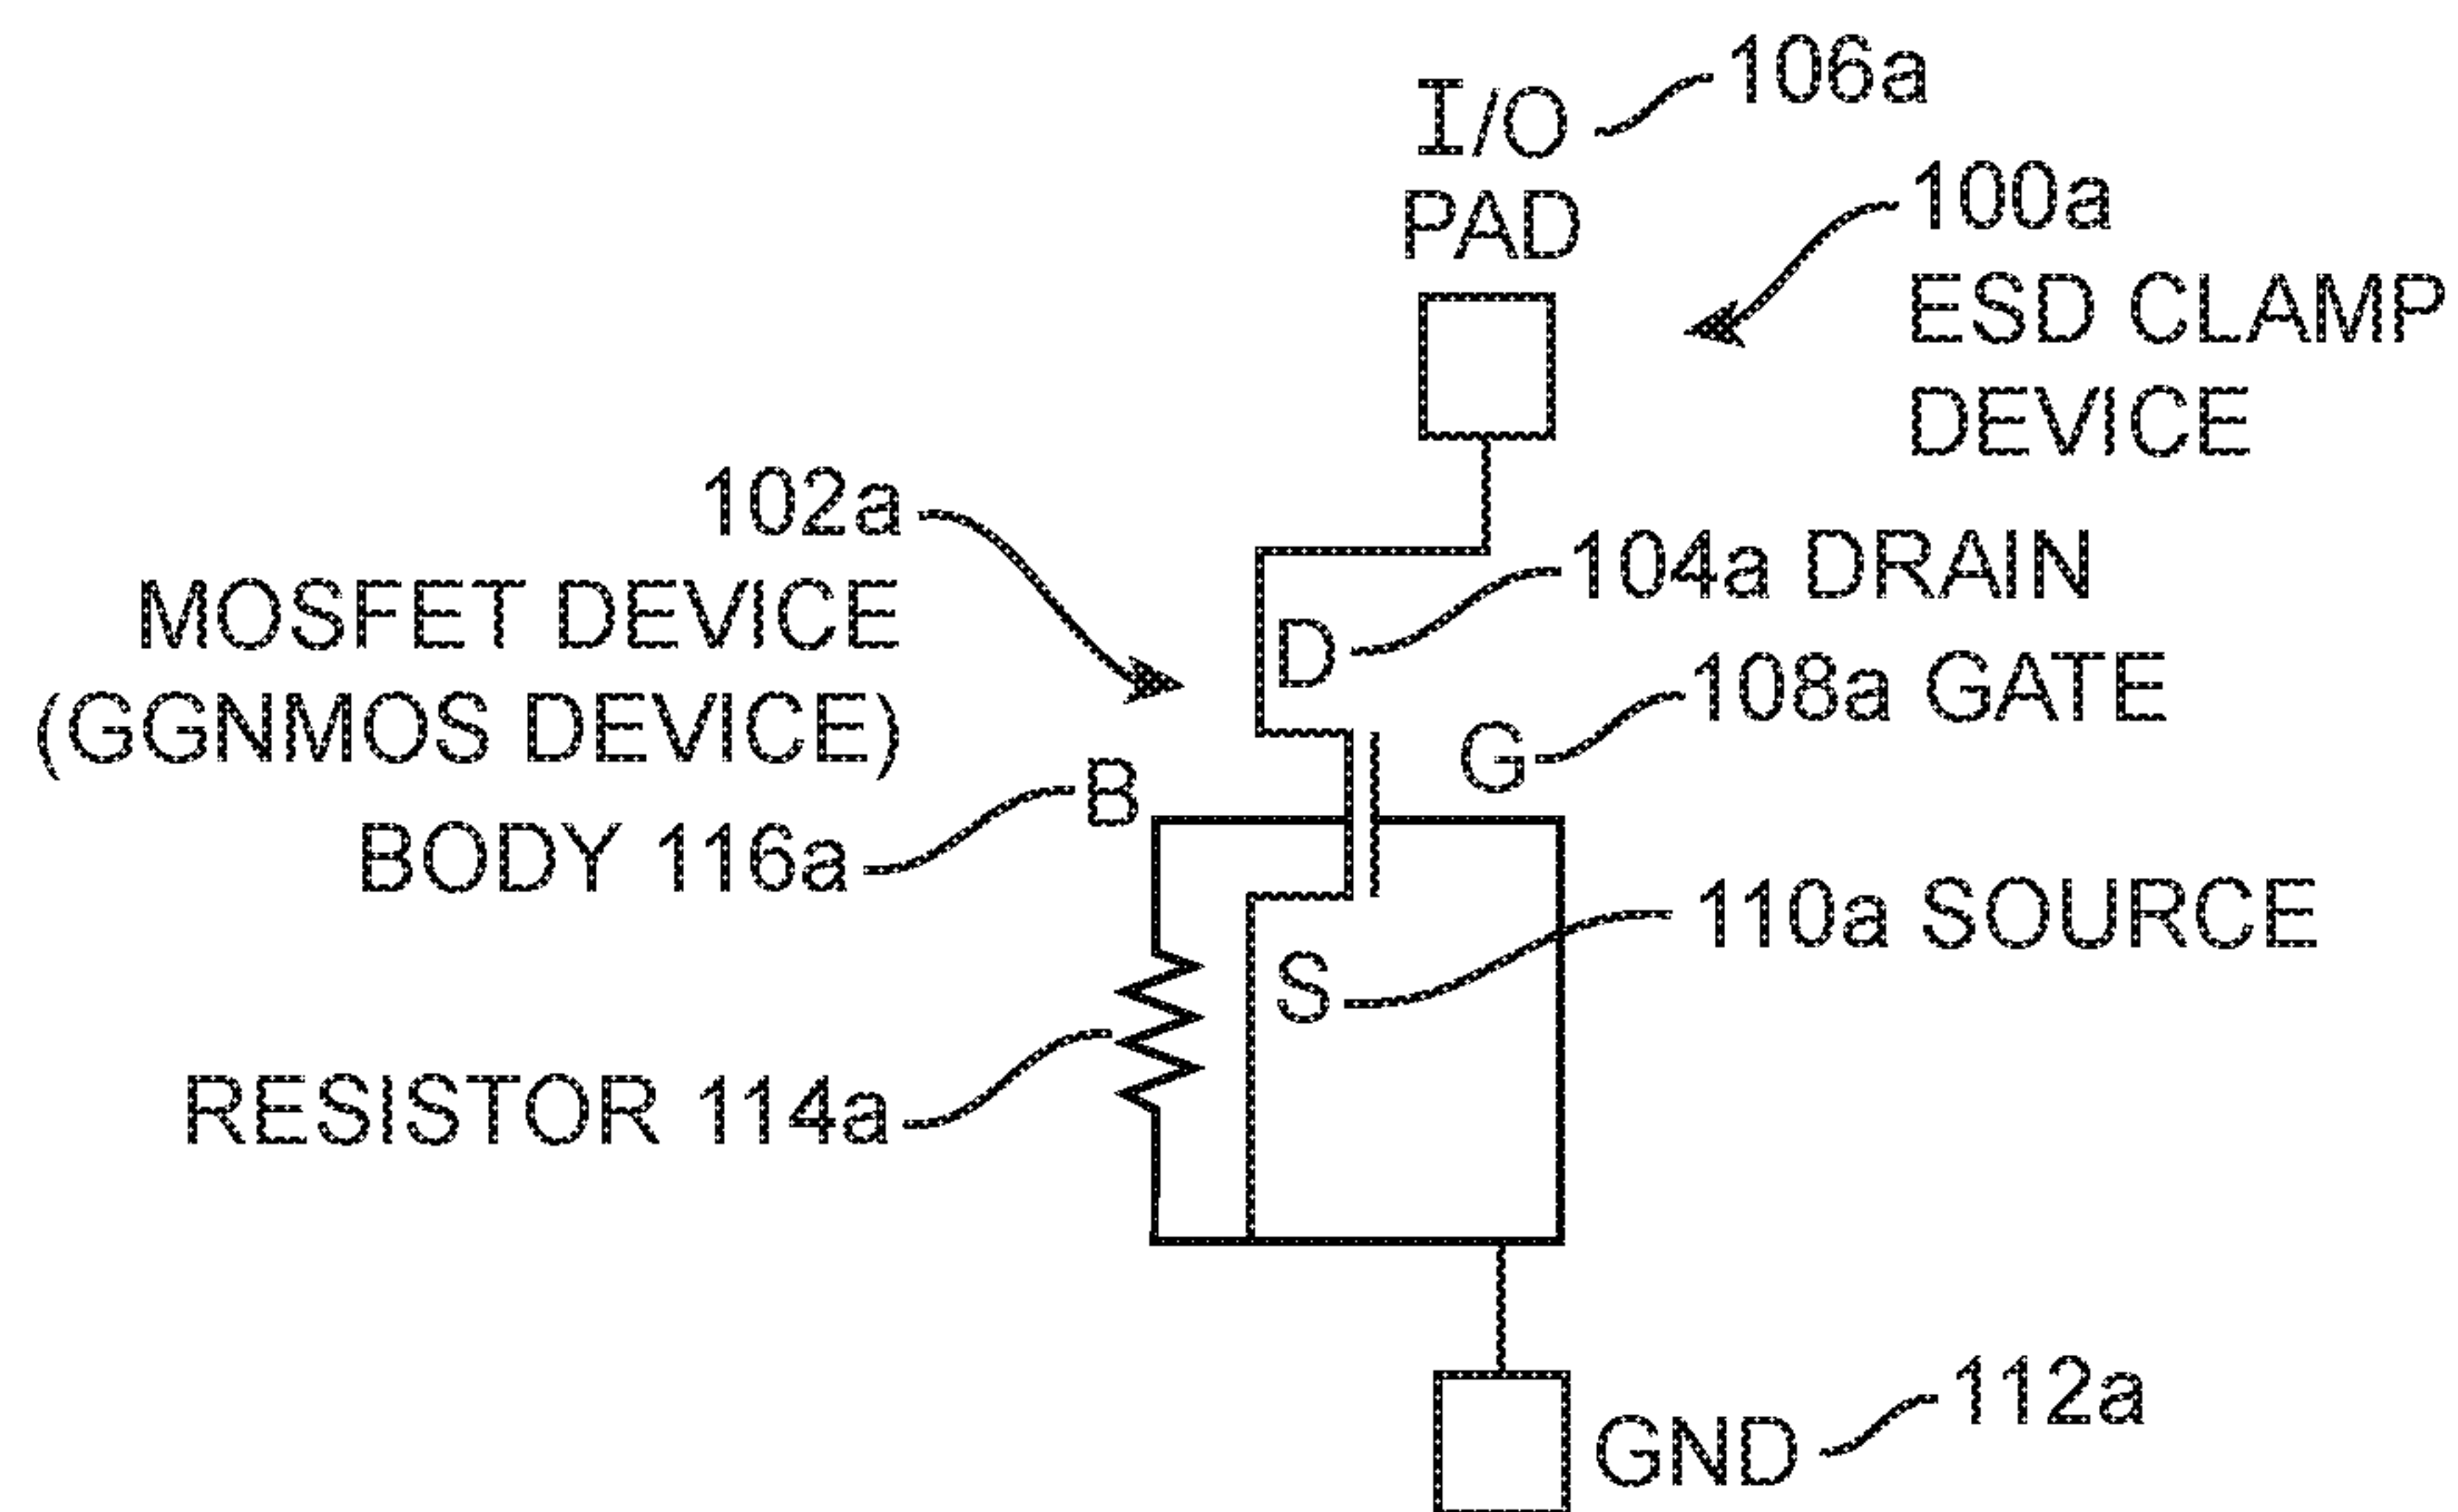 106a
I/O
PAD
100a
ESD CLAMP
DEVICE
102a
MOSFET DEVICE
(GGNMOS DEVICE)
104a DRAIN
D
108a GATE
G
B
BODY 116a
110a SOURCE
S
RESISTOR 114a
112a
GND